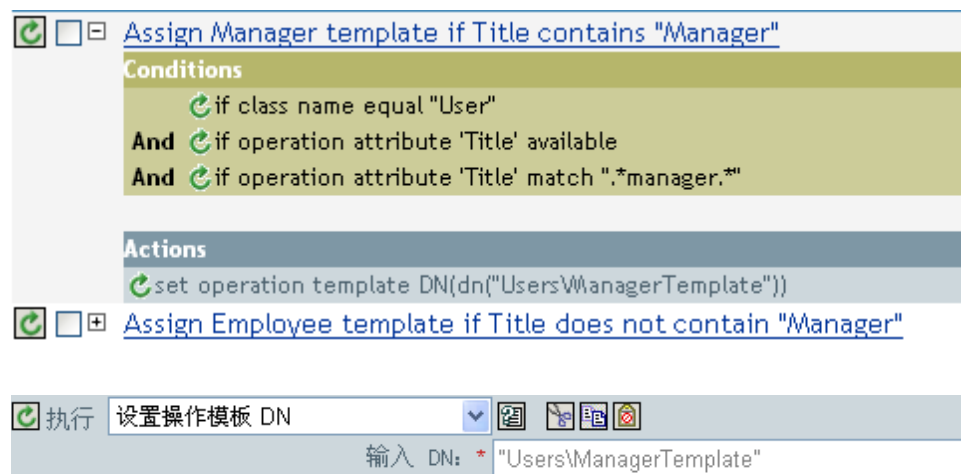 Assign Manager template if Title contains "Manager"
Conditions
if class name equal "User"
And if operation attribute 'Title' available
And if operation attribute 'Title' match ".*manager.*"
Actions
set operation template DN(dn("Users\ManagerTemplate"))
Assign Employee template if Title does not contain "Manager"
执行 设置操作模板 DN
输入 DN: * "Users\ManagerTemplate"